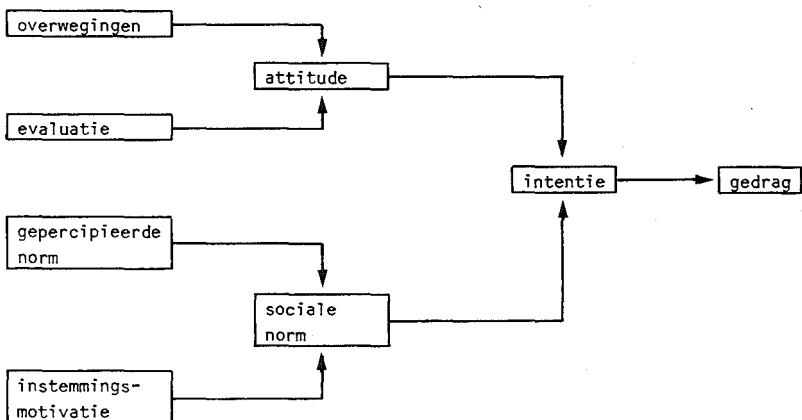 overwegingen
attitude
evaluatie
intentie
gedrag
gepercipieerde
norm
sociale
norm
instemmings-
motivatie